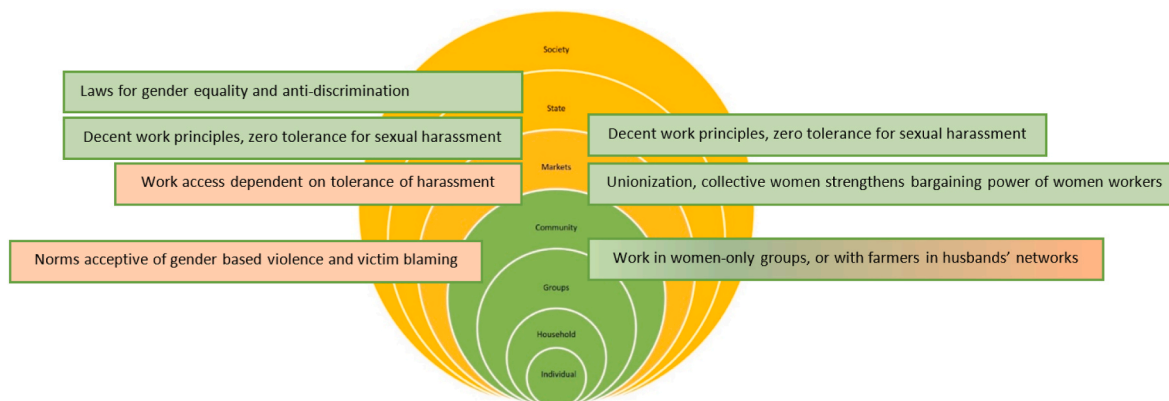 Society
Laws for gender equality and anti-discrimination
State
Decent work principles, zero tolerance for sexual harassment
Decent work principles, zero tolerance for sexual harassment
Markets
Work access dependent on tolerance of harassment
Unionization, collective women strengthens bargaining power of women workers
Community
Norms acceptive of gender based violence and victim blaming
Work in women-only groups, or with farmers in husbands’ networks
Groups
Household
Individual